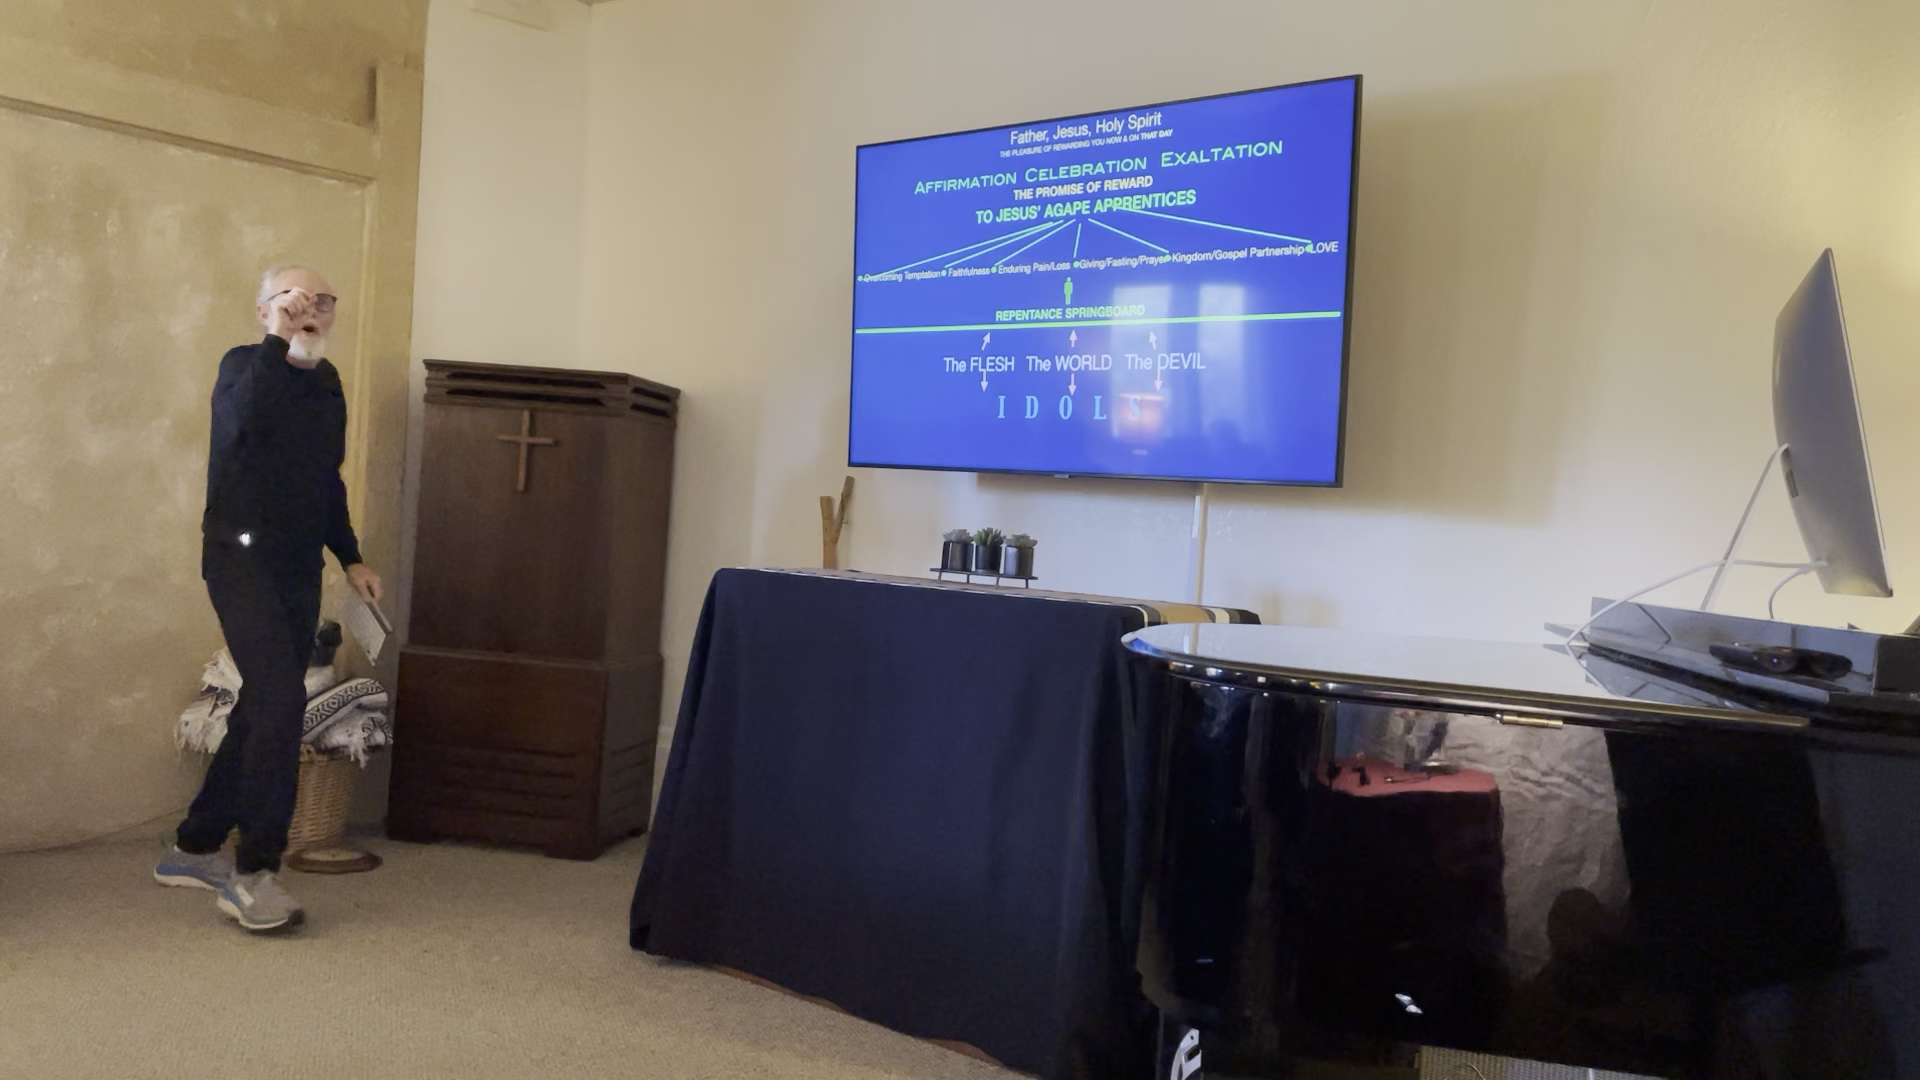 Father, Jesus, Holy Spirit
THE PLEASURE OF REWARDING YOU NOW & ON THAT DAY
AFFIRMATION CELEBRATION EXALTATION
THE PROMISE OF REWARD
TO JESUS' AGAPE APPRENTICES
Overcoming Temptation Faithfulness Enduring Pain/Loss Giving/Fasting/Prayer Kingdom/Gospel Partnership LOVE
REPENTANCE SPRINGBOARD
The FLESH The WORLD The DEVIL
IDOLS